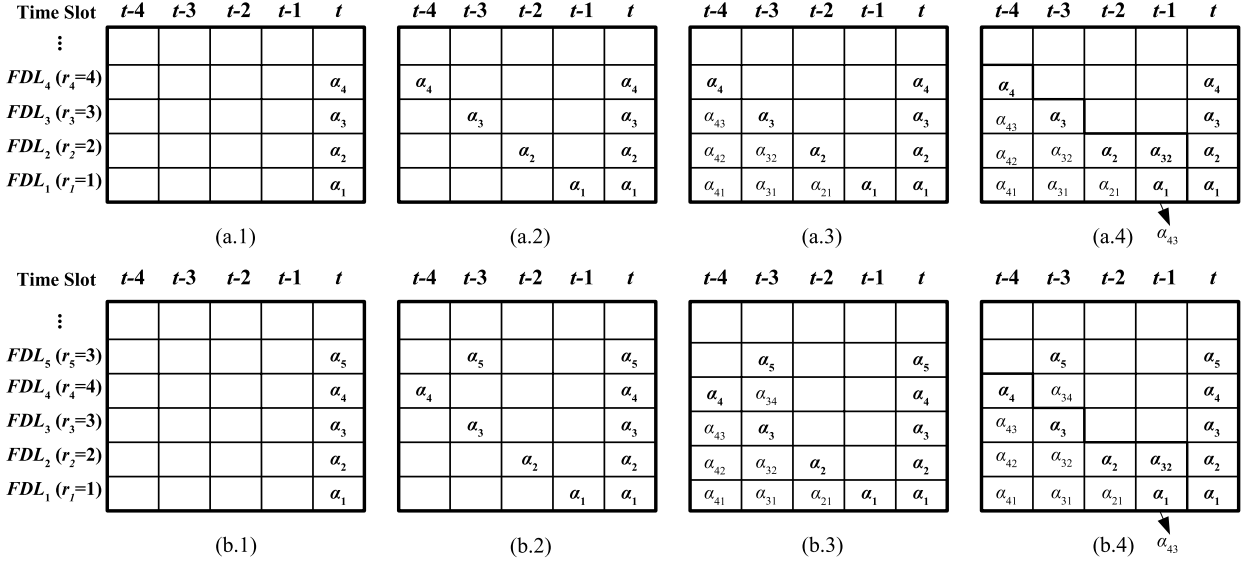 Time Slot t-4 t-3 t-2 t-1 t t-4 t-3 t-2 t-1 t t-4 t-3 t-2 t-1 t t-4 t-3 t-2 t-1 t
⋮
FDL₄ (r₄=4) α₄ α₄ α₄ α₄ α₄ α₄ α₄
FDL₃ (r₃=3) α₃ α₃ α₃ α₄₃ α₃ α₃ α₄₃ α₃ α₃
FDL₂ (r₂=2) α₂ α₂ α₂ α₄₂ α₃₂ α₂ α₂ α₄₂ α₃₂ α₂ α₃₂ α₂
FDL₁ (r₁=1) α₁ α₁ α₁ α₄₁ α₃₁ α₂₁ α₁ α₁ α₄₁ α₃₁ α₂₁ α₁ α₁
(a.1) (a.2) (a.3) (a.4) α₄₃
Time Slot t-4 t-3 t-2 t-1 t t-4 t-3 t-2 t-1 t t-4 t-3 t-2 t-1 t t-4 t-3 t-2 t-1 t
⋮
FDL₅ (r₅=3) α₅ α₅ α₅ α₅ α₅ α₅ α₅
FDL₄ (r₄=4) α₄ α₄ α₄ α₄ α₃₄ α₄ α₄ α₃₄ α₄
FDL₃ (r₃=3) α₃ α₃ α₃ α₄₃ α₃ α₃ α₄₃ α₃ α₃
FDL₂ (r₂=2) α₂ α₂ α₂ α₄₂ α₃₂ α₂ α₂ α₄₂ α₃₂ α₂ α₃₂ α₂
FDL₁ (r₁=1) α₁ α₁ α₁ α₄₁ α₃₁ α₂₁ α₁ α₁ α₄₁ α₃₁ α₂₁ α₁ α₁
(b.1) (b.2) (b.3) (b.4) α₄₃